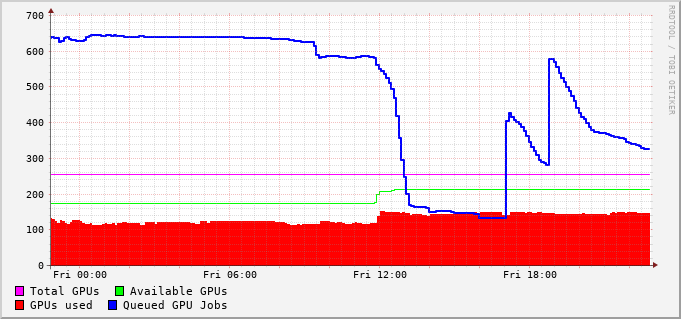 700
600
500
400
300
200
100
0
Fri 00:00 Fri 06:00 Fri 12:00 Fri 18:00
Total GPUs Available GPUs
GPUs used Queued GPU Jobs
RRDTOOL / TOBI OETIKER